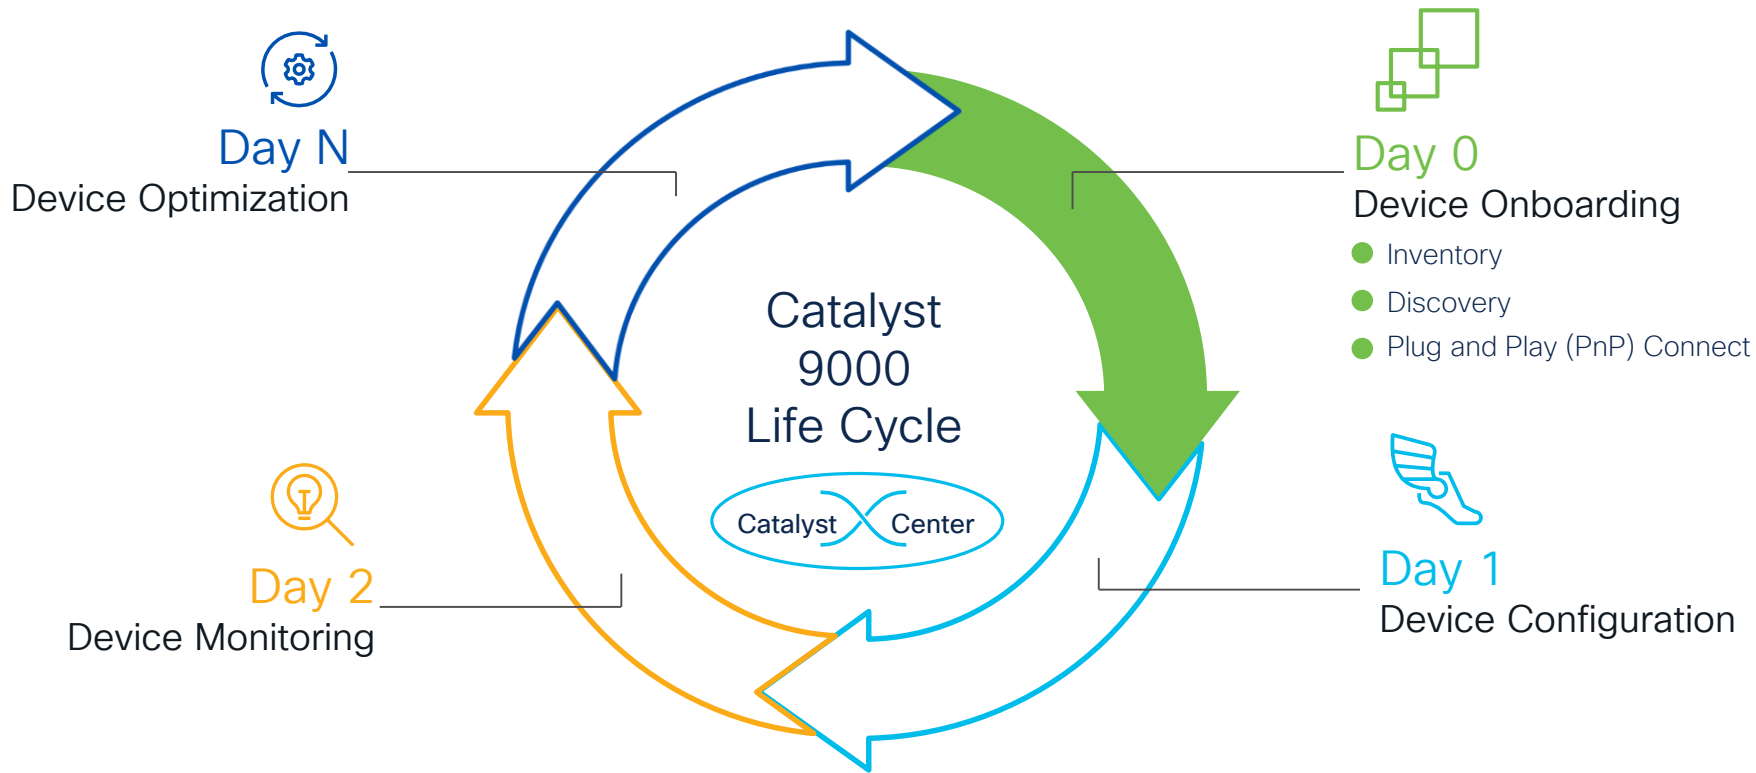 Day N
Device Optimization
Day 0
Device Onboarding
Inventory
Discovery
Plug and Play (PnP) Connect
Catalyst
9000
Life Cycle
Catalyst Center
Day 2
Device Monitoring
Day 1
Device Configuration